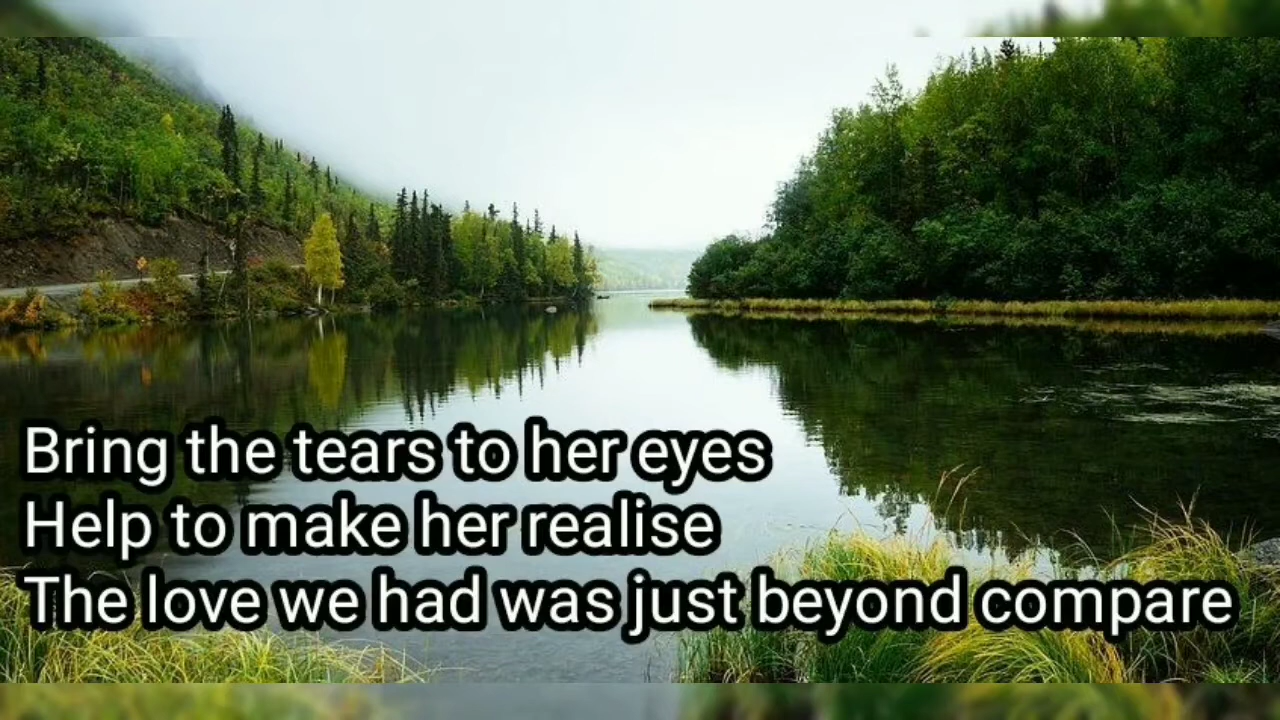 Bring the tears to her eyes
Help to make her realise
The love we had was just beyond compare